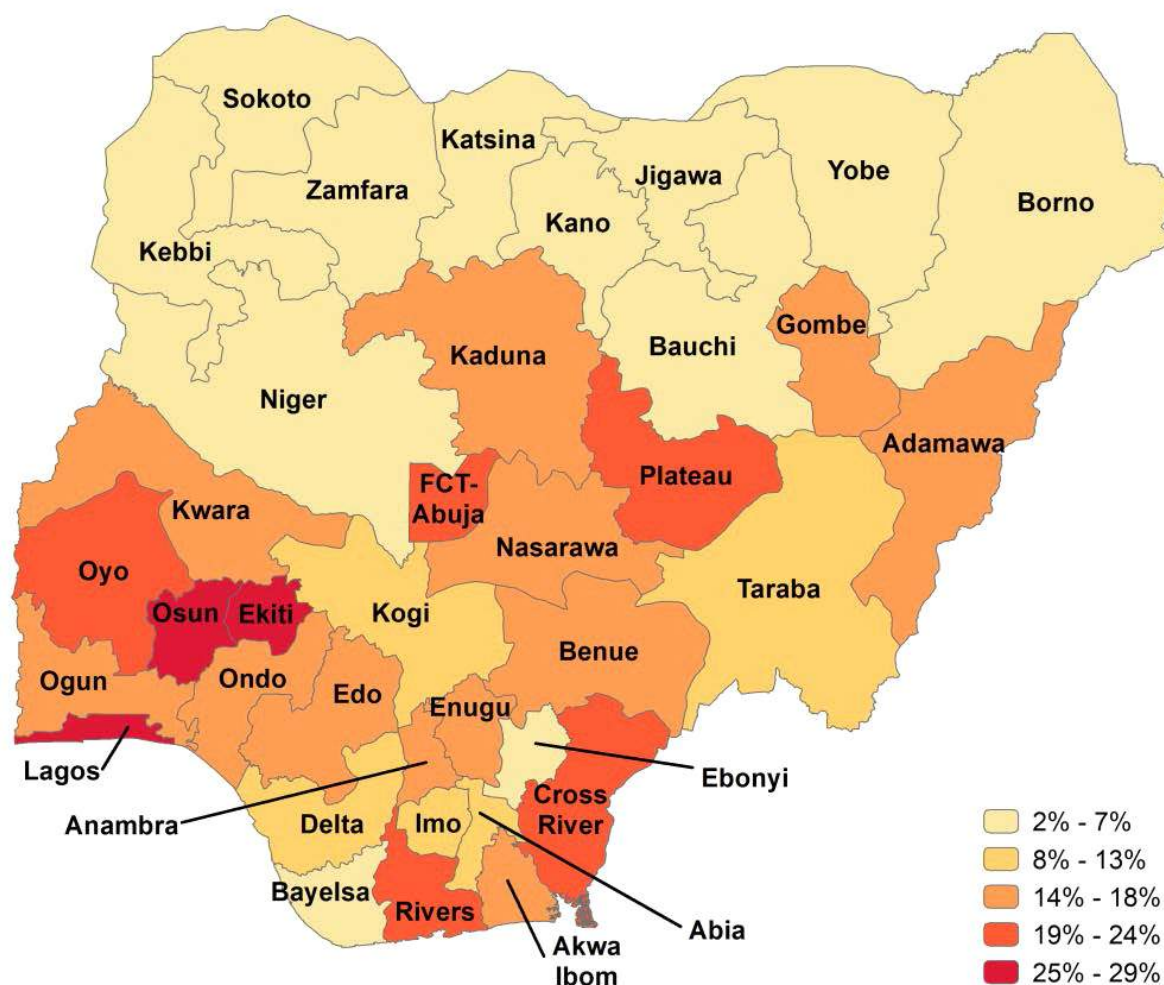 Sokoto
Katsina
Jigawa
Yobe
Borno
Zamfara
Kano
Kebbi
Gombe
Bauchi
Kaduna
Niger
Adamawa
Plateau
FCT-
Abuja
Kwara
Nasarawa
Oyo
Taraba
Osun
Ekiti
Kogi
Benue
Ogun
Ondo
Edo
Enugu
Lagos
Ebonyi
Anambra
Delta
Imo
Cross
River
Bayelsa
Rivers
Abia
Akwa
Ibom
2% - 7%
8% - 13%
14% - 18%
19% - 24%
25% - 29%